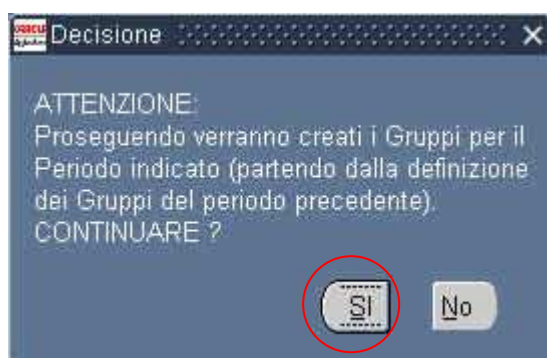 ORACLE
Decisione
ATTENZIONE:
Proseguendo verranno creati i Gruppi per il
Periodo indicato (partendo dalla definizione
dei Gruppi del periodo precedente).
CONTINUARE ?
SI No